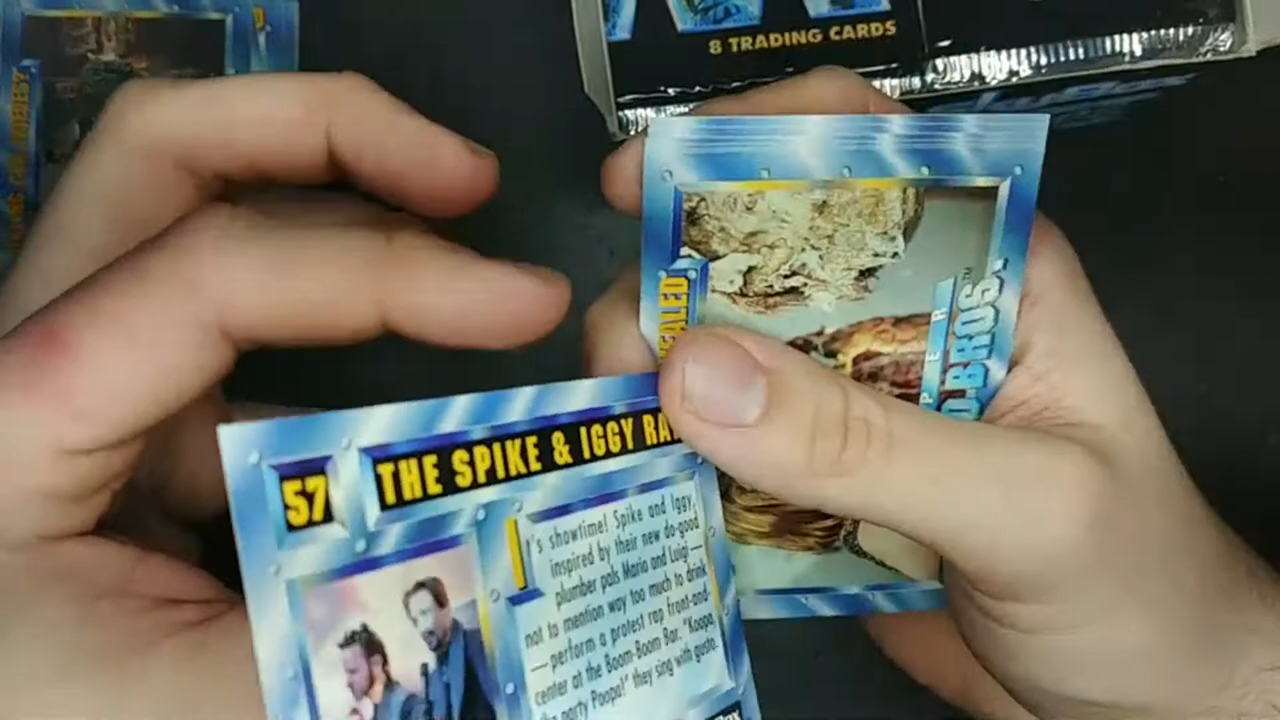 8 TRADING CARDS
EALED
P E R
O.BROS.™
57
THE SPIKE & IGGY RA
It's showtime! Spike and Iggy,
inspired by their new do-good
plumber pals Mario and Luigi—
not to mention way too much to drink
—perform a protest rap front-and-
center at the Boom-Boom Bar. "Koopa,
party Poopa!" they sing with gusto.